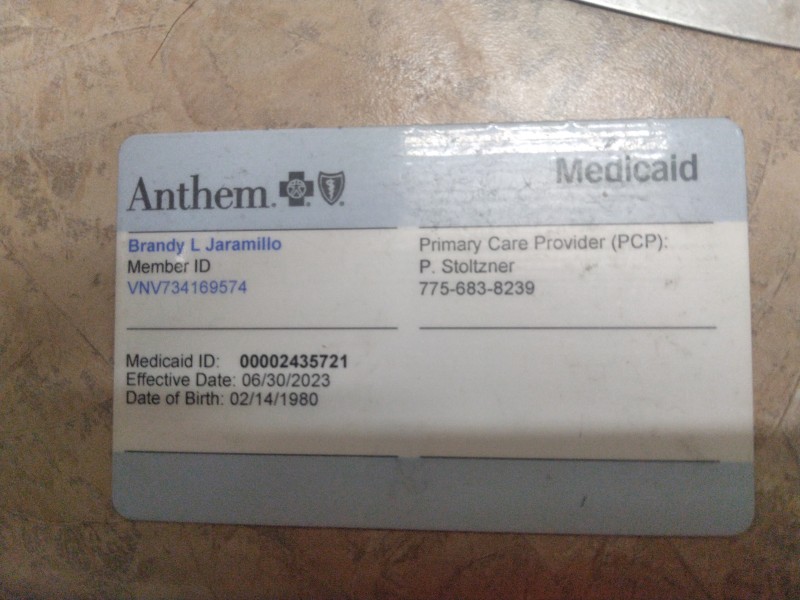 Anthem.
Medicaid
Brandy L Jaramillo
Member ID
VNV734169574
Primary Care Provider (PCP):
P. Stoltzner
775-683-8239
Medicaid ID: 00002435721
Effective Date: 06/30/2023
Date of Birth: 02/14/1980